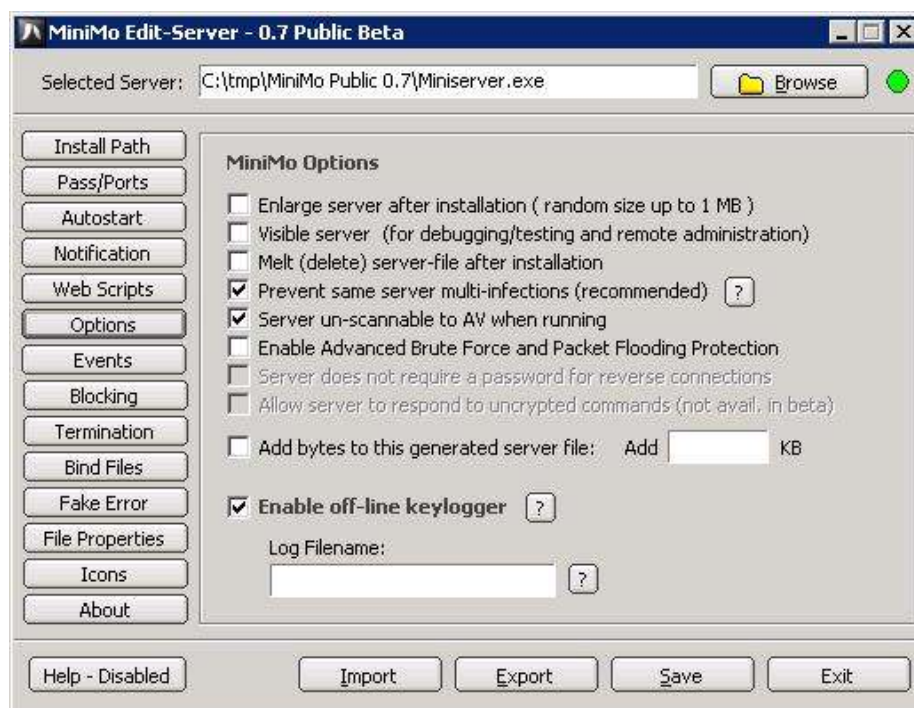 MiniMo Edit-Server - 0.7 Public Beta
Selected Server: C:\tmp\MiniMo Public 0.7\Miniserver.exe Browse
Install Path
Pass/Ports
Autostart
Notification
Web Scripts
Options
Events
Blocking
Termination
Bind Files
Fake Error
File Properties
Icons
About
MiniMo Options
Enlarge server after installation ( random size up to 1 MB )
Visible server (for debugging/testing and remote administration)
Melt (delete) server-file after installation
Prevent same server multi-infections (recommended) ?
Server un-scannable to AV when running
Enable Advanced Brute Force and Packet Flooding Protection
Server does not require a password for reverse connections
Allow server to respond to uncrypted commands (not avail. in beta)
Add bytes to this generated server file: Add KB
Enable off-line keylogger ?
Log Filename:
?
Help - Disabled Import Export Save Exit